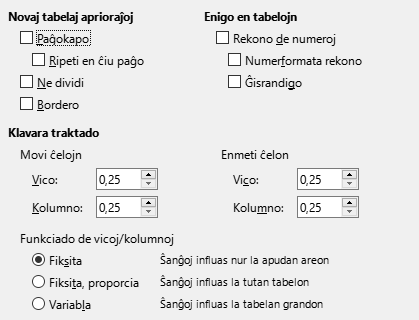 Novaj tabelaj aprioraĵoj
Paĝokapo
Ripeti en ĉiu paĝo
Ne dividi
Bordero
Enigo en tabelojn
Rekono de numeroj
Numerformata rekono
Ĝisrandigo
Klavara traktado
Movi ĉelojn
Vico: 0,25
Kolumno: 0,25
Enmeti ĉelon
Vico: 0,25
Kolumno: 0,25
Funkciado de vicoj/kolumnoj
Fiksita Ŝanĝoj influas nur la apudan areon
Fiksita, proporcia Ŝanĝoj influas la tutan tabelon
Variabla Ŝanĝoj influas la tabelan grandon